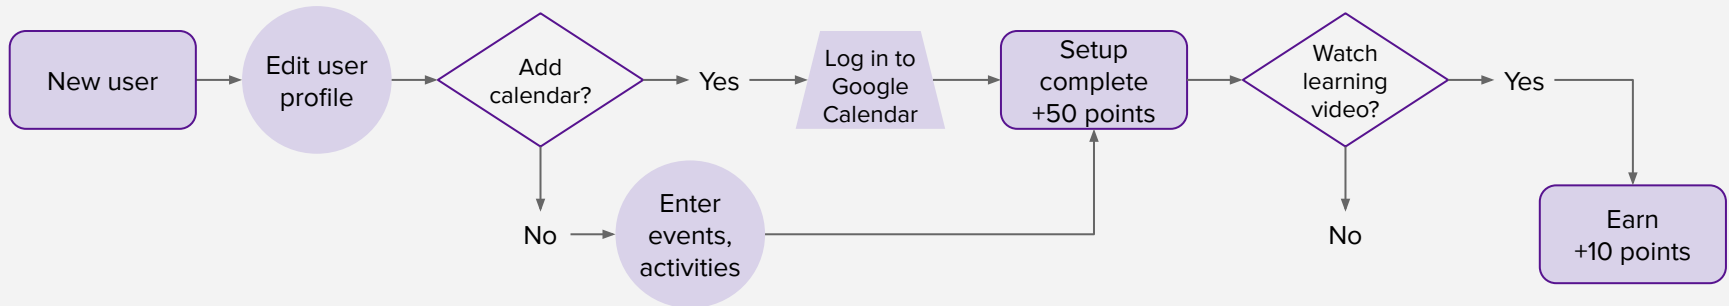 New user
Edit user
profile
Add
calendar?
Yes
Log in to
Google
Calendar
Setup
complete
+50 points
Watch
learning
video?
Yes
No
Enter
events,
activities
No
Earn
+10 points